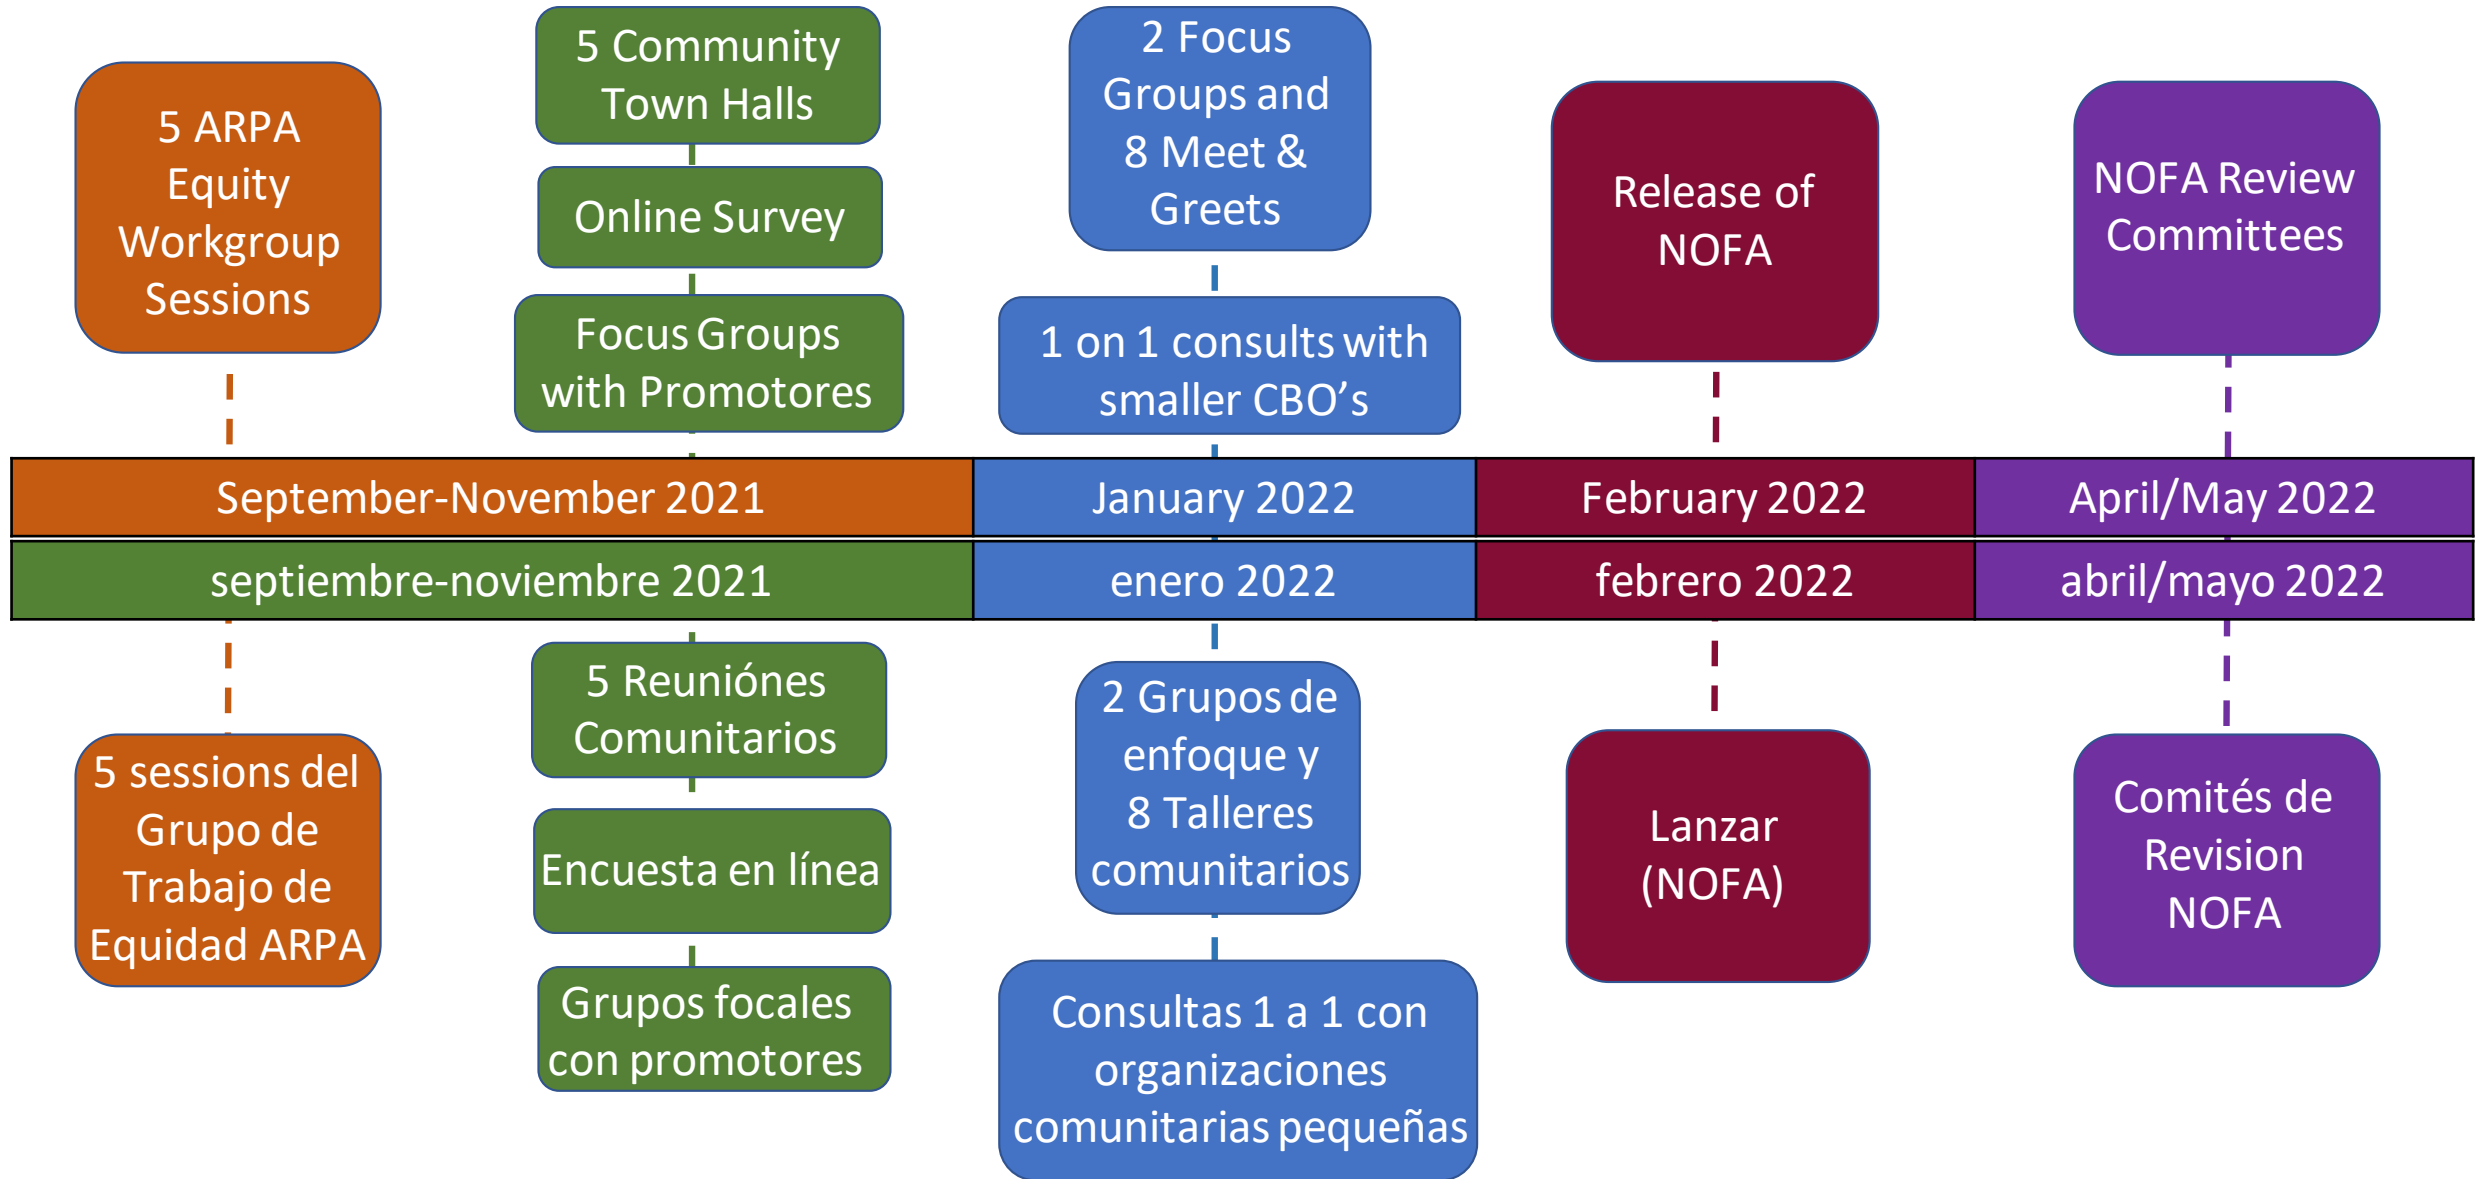 5 ARPA
Equity
Workgroup
Sessions
5 Community
Town Halls
Online Survey
Focus Groups
with Promotores
2 Focus
Groups and
8 Meet &
Greets
1 on 1 consults with
smaller CBO’s
Release of
NOFA
NOFA Review
Committees
September-November 2021
January 2022
February 2022
April/May 2022
septiembre-noviembre 2021
enero 2022
febrero 2022
abril/mayo 2022
5 sessions del
Grupo de
Trabajo de
Equidad ARPA
5 Reuniónes
Comunitarios
Encuesta en línea
Grupos focales
con promotores
2 Grupos de
enfoque y
8 Talleres
comunitarios
Consultas 1 a 1 con
organizaciones
comunitarias pequeñas
Lanzar
(NOFA)
Comités de
Revision
NOFA